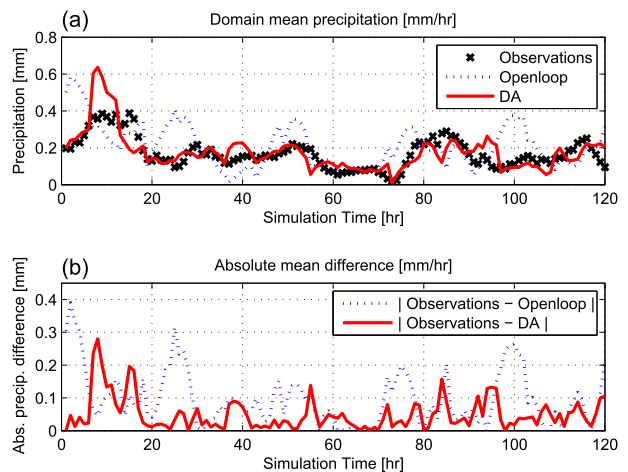 (a) Domain mean precipitation [mm/hr]
Precipitation [mm]
0.8
0.6
0.4
0.2
0
Observations
Openloop
DA
0 20 40 60 80 100 120
Simulation Time [hr]
(b) Absolute mean difference [mm/hr]
Abs. precip. difference [mm]
0.4
0.3
0.2
0.1
0
| Observations − Openloop |
| Observations − DA |
0 20 40 60 80 100 120
Simulation Time [hr]